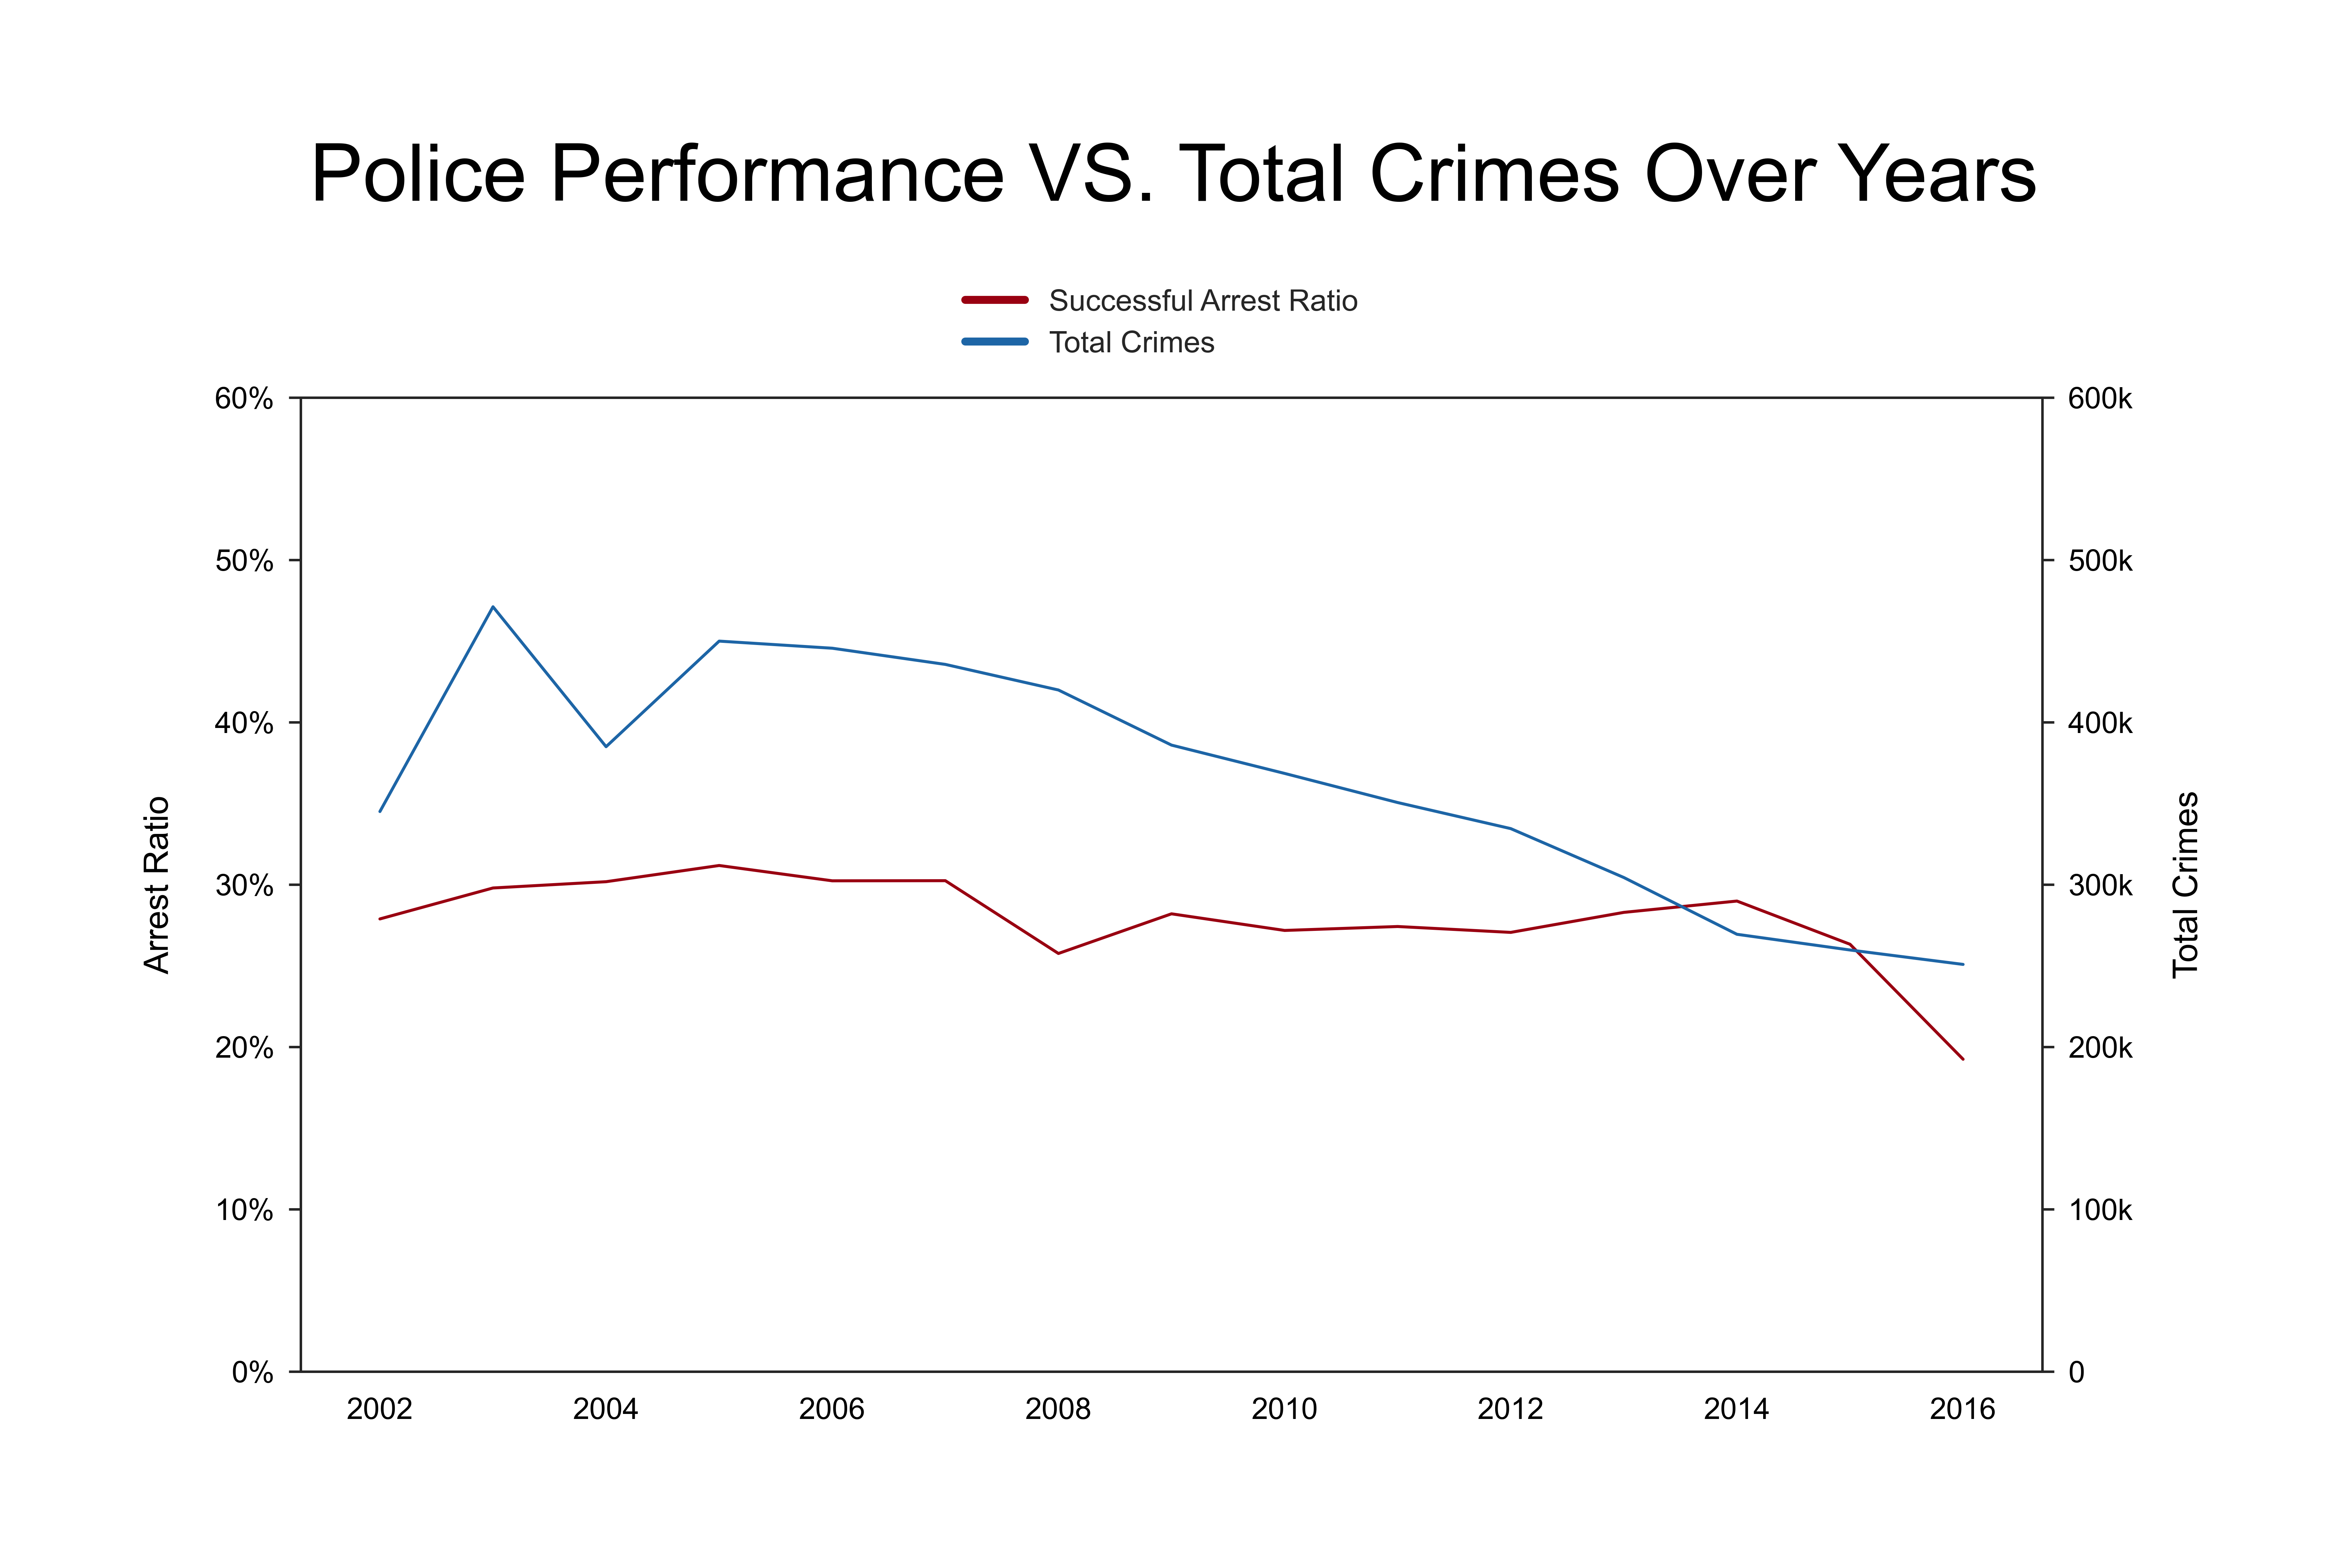 Police Performance VS. Total Crimes Over Years
Successful Arrest Ratio
Total Crimes
60%
50%
40%
30%
20%
10%
0%
Arrest Ratio
600k
500k
400k
300k
200k
100k
0
Total Crimes
2002 2004 2006 2008 2010 2012 2014 2016